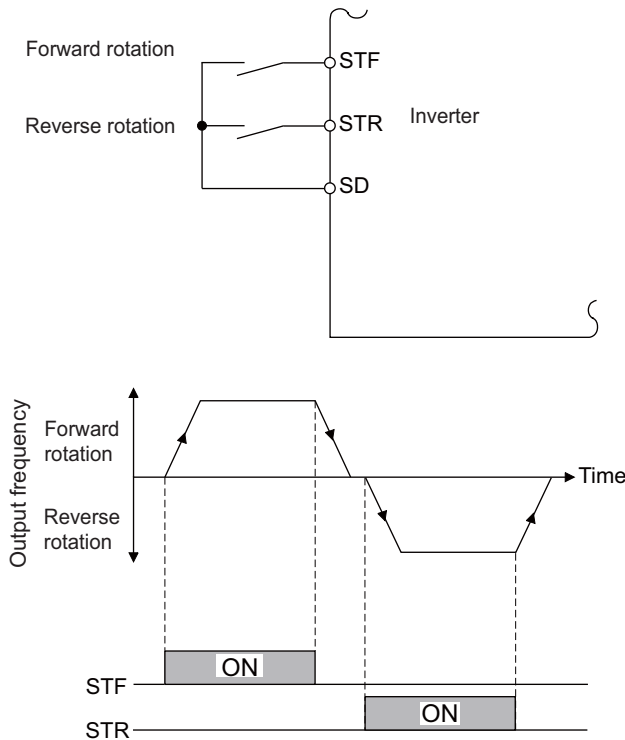 Forward rotation
STF
Reverse rotation
STR
Inverter
SD
Output frequency
Forward
rotation
Reverse
rotation
Time
ON
STF
ON
STR